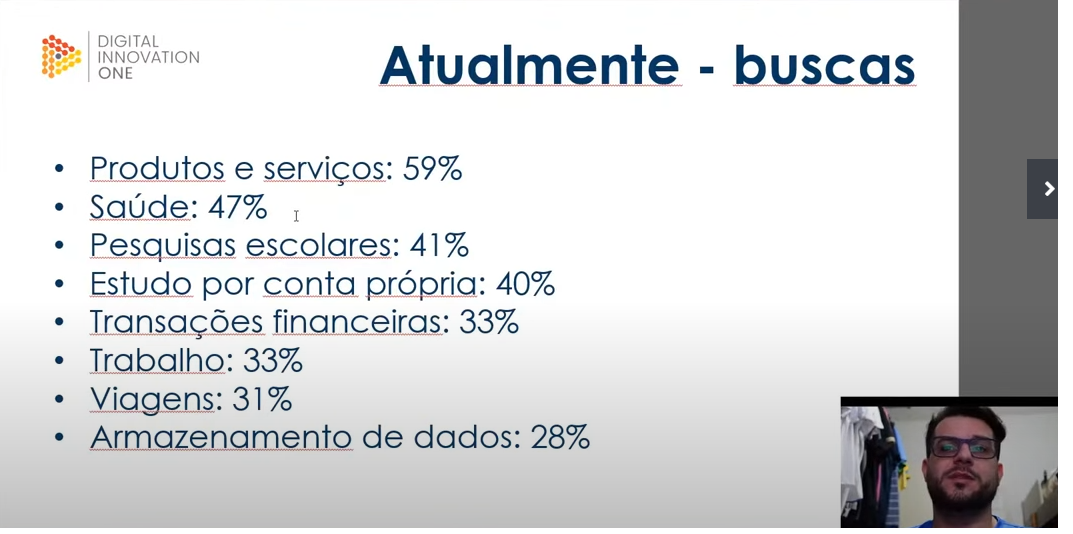 DIGITAL
INNOVATION
ONE
Atualmente - buscas
• Produtos e serviços: 59%
• Saúde: 47%
• Pesquisas escolares: 41%
• Estudo por conta própria: 40%
• Transações financeiras: 33%
• Trabalho: 33%
• Viagens: 31%
• Armazenamento de dados: 28%